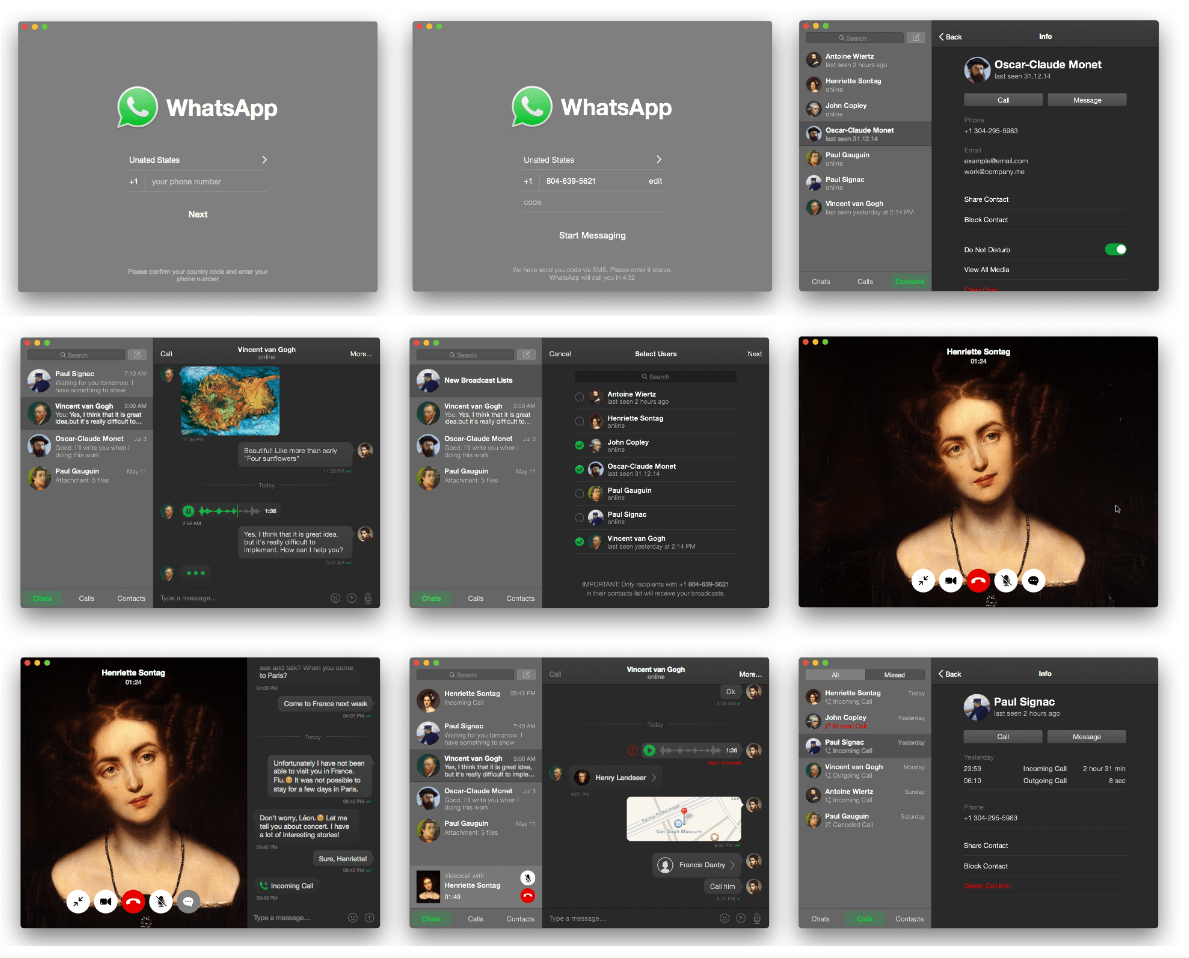 WhatsApp
Unated States
+1 your phone number
Next
Please confirm your country code and enter your
phone number
WhatsApp
Unated States
+1 804-639-5621 edit
code
Start Messaging
We have send you code via SMS. Please enter it above.
WhatsApp will call you in 4:32
Search
Antoine Wiertz
last seen 2 hours ago
Henriette Sontag
online
John Copley
online
Oscar-Claude Monet
last seen 31.12.14
Paul Gauguin
online
Paul Signac
online
Vincent van Gogh
last seen yesterday at 2:14 PM
Chats Calls Contacts
Back Info
Oscar-Claude Monet
last seen 31.12.14
Call Message
Phone
+1 304-295-5983
Email
example@email.com
work@company.me
Share Contact
Block Contact
Do Not Disturb
View All Media
Clear Chat
Search
Paul Signac 7:40 AM
Waiting for you tomorrow. I
have something to show
Vincent van Gogh 3:00 AM
You: Yes, I think that it is great
idea,but it's really difficult to...
Oscar-Claude Monet Jul 3
Good. I'll write you when I
doing this work
Paul Gauguin May 11
Attachment: 5 files
Chats Calls Contacts
Call Vincent van Gogh More...
online
11:56 PM
Beautiful! Like more than early
"Four sunflowers"
11:58 PM
Today
1:36
2:56 AM
Yes, I think that it is great idea,
but it's really difficult to
implement. How can I help you?
3:00 AM
Type a message...
Search
New Broadcast Lists
Vincent van Gogh 3:00 AM
You: Yes, I think that it is great
idea,but it's really difficult to...
Oscar-Claude Monet Jul 3
Good. I'll write you when I
doing this work
Paul Gauguin May 11
Attachment: 5 files
Chats Calls Contacts
Cancel Select Users Next
Search
Antoine Wiertz
last seen 2 hours ago
Henriette Sontag
online
John Copley
online
Oscar-Claude Monet
last seen 31.12.14
Paul Gauguin
online
Paul Signac
online
Vincent van Gogh
last seen yesterday at 2:14 PM
IMPORTANT: Only recipients with +1 804-639-5621
in their contacts list will receive your broadcasts.
Henriette Sontag
01:24
Henriette Sontag
01:24
see and talk? When you come
to Paris?
04:00 PM
Come to France next week
04:07 PM
Today
Unfortunately I have not been
able to visit you in France.
Flu. It was not possible to
stay for a few days in Paris.
09:42 PM
Don't worry, Léon. Let me
tell you about concert. I have
a lot of interesting stories!
09:43 PM
Sure, Henriette!
09:43 PM
Incoming Call
09:43 PM
Type a message...
Search
Henriette Sontag 09:43 PM
Incoming Call
Paul Signac 7:40 AM
Waiting for you tomorrow. I
have something to show
Vincent van Gogh 3:00 AM
Yes, I think that it is great idea,
but it's really difficult to imple...
Oscar-Claude Monet Jul 3
Good. I'll write you when I
doing this work
Paul Gauguin May 11
Attachment: 5 files
Videocall with
Henriette Sontag
01:49
Chats Calls Contacts
Call Vincent van Gogh More...
online
Ok
Today
1:36
Henry Landseer
Van Gogh Museum
Francis Danby
Call him
Type a message...
All Missed
Henriette Sontag Today
Incoming Call
John Copley Yesterday
Missed Call
Paul Signac Yesterday
Incoming Call
Vincent van Gogh Monday
Outgoing Call
Antoine Wiertz Sunday
Incoming Call
Paul Gauguin Saturday
Canceled Call
Chats Calls Contacts
Back Info
Paul Signac
last seen 2 hours ago
Call Message
Yesterday
23:59 Incoming Call 2 hour 31 min
06:10 Outgoing Call 8 sec
Phone
+1 304-295-5983
Share Contact
Block Contact
Delete Call Info